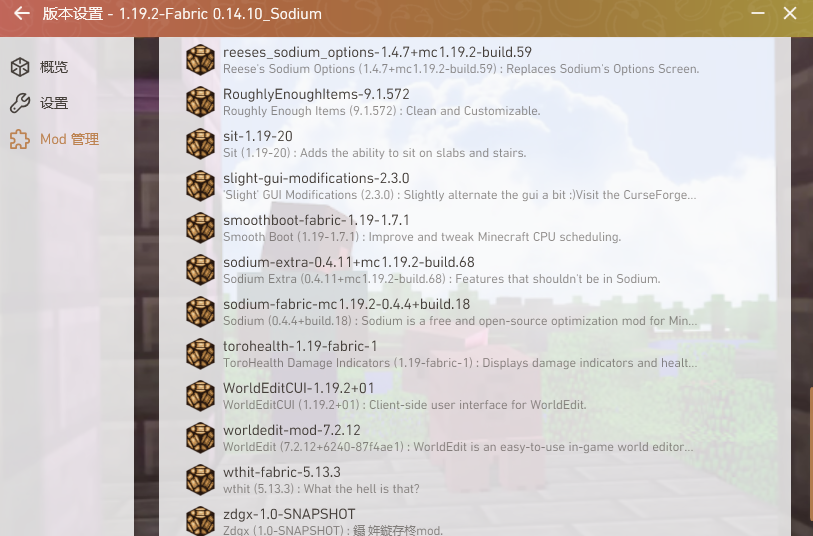 版本设置 - 1.19.2-Fabric 0.14.10_Sodium
概览
设置
Mod 管理
reeses_sodium_options-1.4.7+mc1.19.2-build.59
Reese's Sodium Options (1.4.7+mc1.19.2-build.59) : Replaces Sodium's Options Screen.
RoughlyEnoughItems-9.1.572
Roughly Enough Items (9.1.572) : Clean and Customizable.
sit-1.19-20
Sit (1.19-20) : Adds the ability to sit on slabs and stairs.
slight-gui-modifications-2.3.0
'Slight' GUI Modifications (2.3.0) : Slightly alternate the gui a bit :)Visit the CurseForge...
smoothboot-fabric-1.19-1.7.1
Smooth Boot (1.19-1.7.1) : Improve and tweak Minecraft CPU scheduling.
sodium-extra-0.4.11+mc1.19.2-build.68
Sodium Extra (0.4.11+mc1.19.2-build.68) : Features that shouldn't be in Sodium.
sodium-fabric-mc1.19.2-0.4.4+build.18
Sodium (0.4.4+build.18) : Sodium is a free and open-source optimization mod for Min...
torohealth-1.19-fabric-1
ToroHealth Damage Indicators (1.19-fabric-1) : Displays damage indicators and healt...
WorldEditCUI-1.19.2+01
WorldEditCUI (1.19.2+01) : Client-side user interface for WorldEdit.
worldedit-mod-7.2.12
WorldEdit (7.2.12+6240-87f4ae1) : WorldEdit is an easy-to-use in-game world editor...
wthit-fabric-5.13.3
wthit (5.13.3) : What the hell is that?
zdgx-1.0-SNAPSHOT
Zdgx (1.0-SNAPSHOT) :